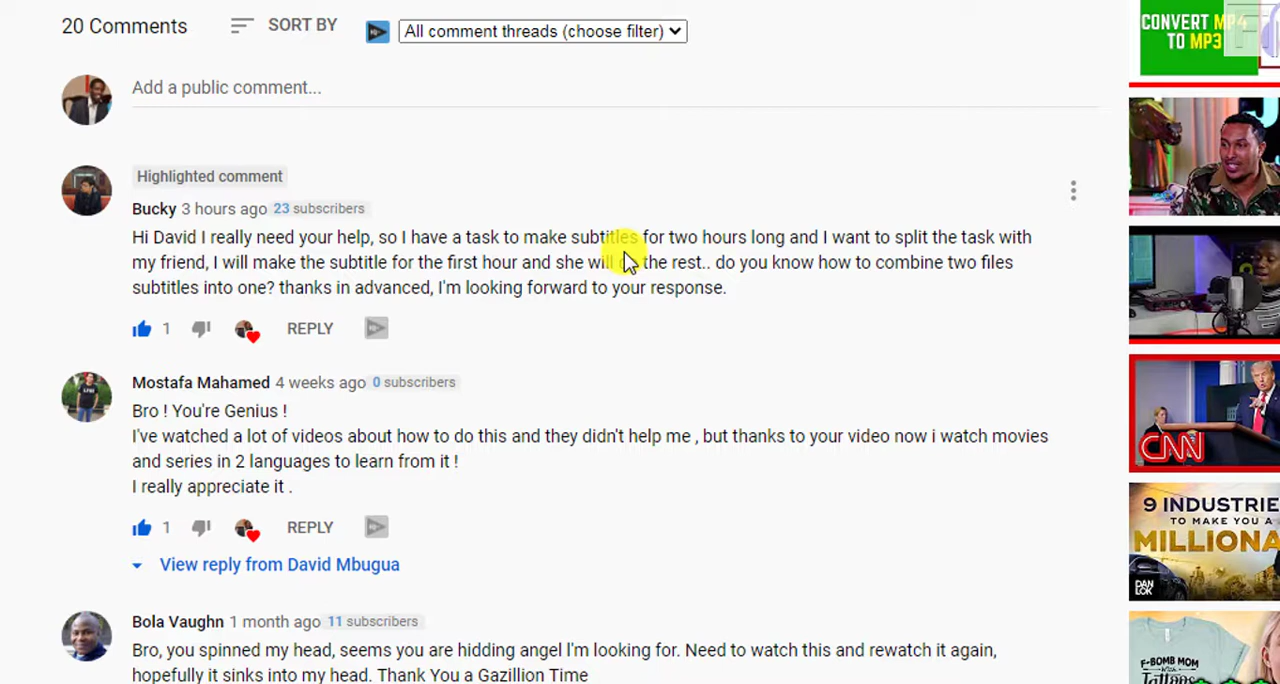 20 Comments
SORT BY
All comment threads (choose filter)
Add a public comment...
Highlighted comment
Bucky 3 hours ago 23 subscribers
Hi David I really need your help, so I have a task to make subtitles for two hours long and I want to split the task with
my friend, I will make the subtitle for the first hour and she will the rest.. do you know how to combine two files
subtitles into one? thanks in advanced, I'm looking forward to your response.
1
REPLY
Mostafa Mahamed 4 weeks ago 0 subscribers
Bro ! You're Genius !
I've watched a lot of videos about how to do this and they didn't help me , but thanks to your video now i watch movies
and series in 2 languages to learn from it !
I really appreciate it .
1
REPLY
View reply from David Mbugua
Bola Vaughn 1 month ago 11 subscribers
Bro, you spinned my head, seems you are hidding angel I'm looking for. Need to watch this and rewatch it again,
hopefully it sinks into my head. Thank You a Gazillion Time
CONVERT MP4
TO MP3
CNN
9 INDUSTRIE
TO MAKE YOU A
MILLIONA
DAN
LOK
F-BOMB MOM
With
Tattoos